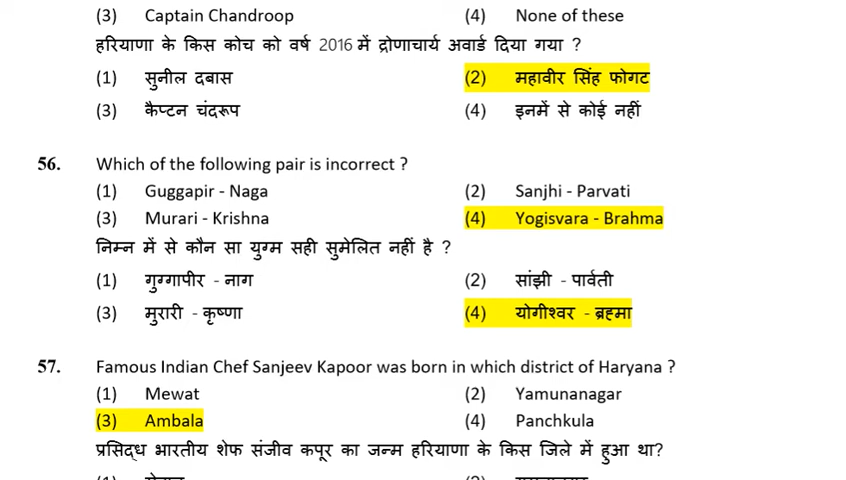 (3) Captain Chandroop (4) None of these
हरियाणा के किस कोच को वर्ष 2016 में द्रोणाचार्य अवार्ड दिया गया ?
(1) सुनील दबास (2) महावीर सिंह फोगट
(3) कैप्टन चंदरूप (4) इनमें से कोई नहीं
56. Which of the following pair is incorrect ?
(1) Guggapir - Naga (2) Sanjhi - Parvati
(3) Murari - Krishna (4) Yogisvara - Brahma
निम्न में से कौन सा युग्म सही सुमेलित नहीं है ?
(1) गुग्गापीर - नाग (2) सांझी - पार्वती
(3) मुरारी - कृष्णा (4) योगीश्वर - ब्रह्मा
57. Famous Indian Chef Sanjeev Kapoor was born in which district of Haryana ?
(1) Mewat (2) Yamunanagar
(3) Ambala (4) Panchkula
प्रसिद्ध भारतीय शेफ संजीव कपूर का जन्म हरियाणा के किस जिले में हुआ था?